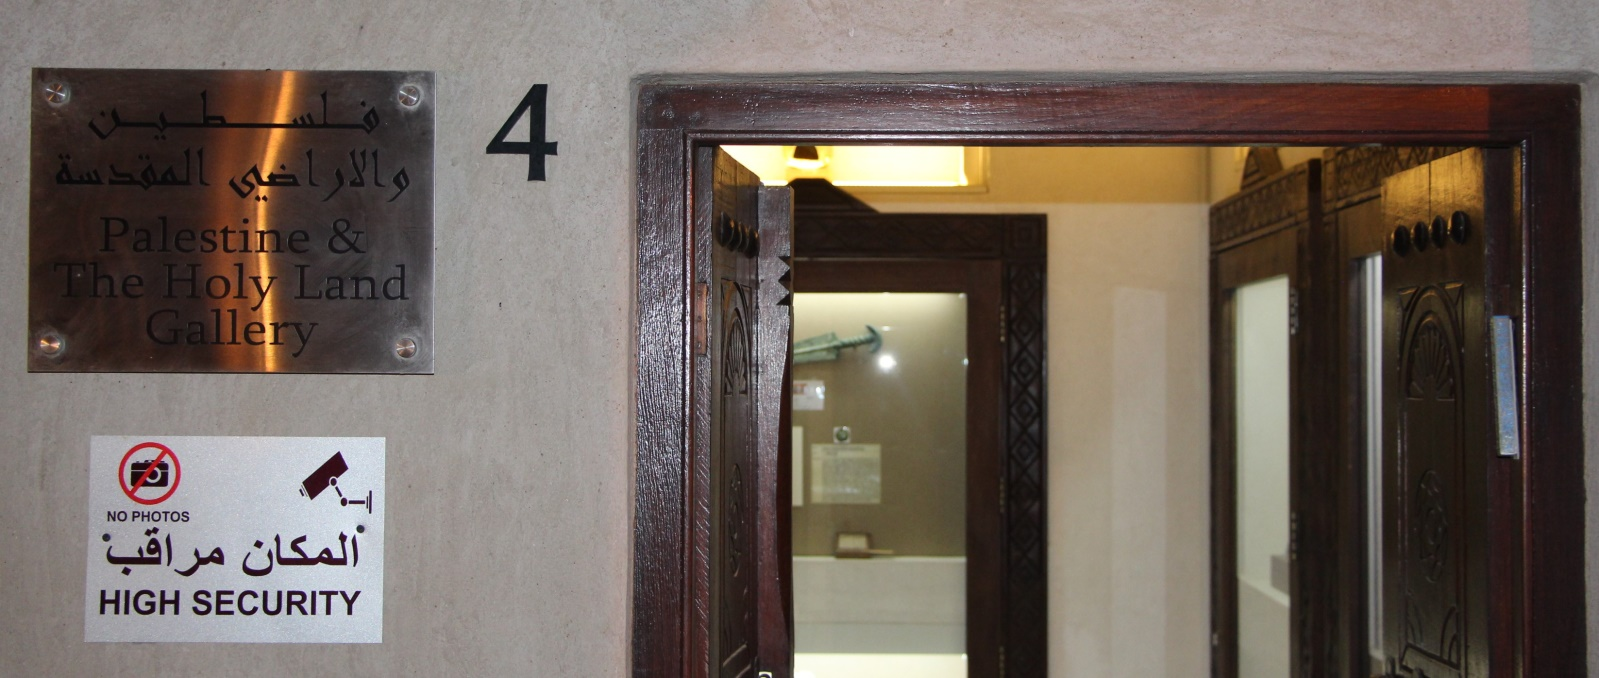 فلسطين
والاراضي المقدسة
Palestine &
The Holy Land
Gallery
4
NO PHOTOS
المكان مراقب
HIGH SECURITY